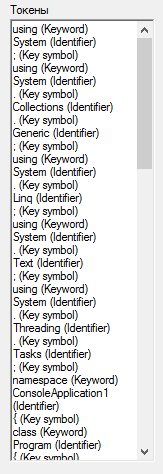 Токены
using (Keyword)
System (Identifier)
; (Key symbol)
using (Keyword)
System (Identifier)
. (Key symbol)
Collections (Identifier)
. (Key symbol)
Generic (Identifier)
; (Key symbol)
using (Keyword)
System (Identifier)
. (Key symbol)
Linq (Identifier)
; (Key symbol)
using (Keyword)
System (Identifier)
. (Key symbol)
Text (Identifier)
; (Key symbol)
using (Keyword)
System (Identifier)
. (Key symbol)
Threading (Identifier)
. (Key symbol)
Tasks (Identifier)
; (Key symbol)
namespace (Keyword)
ConsoleApplication1
(Identifier)
{ (Key symbol)
class (Keyword)
Program (Identifier)
{ (Key symbol)